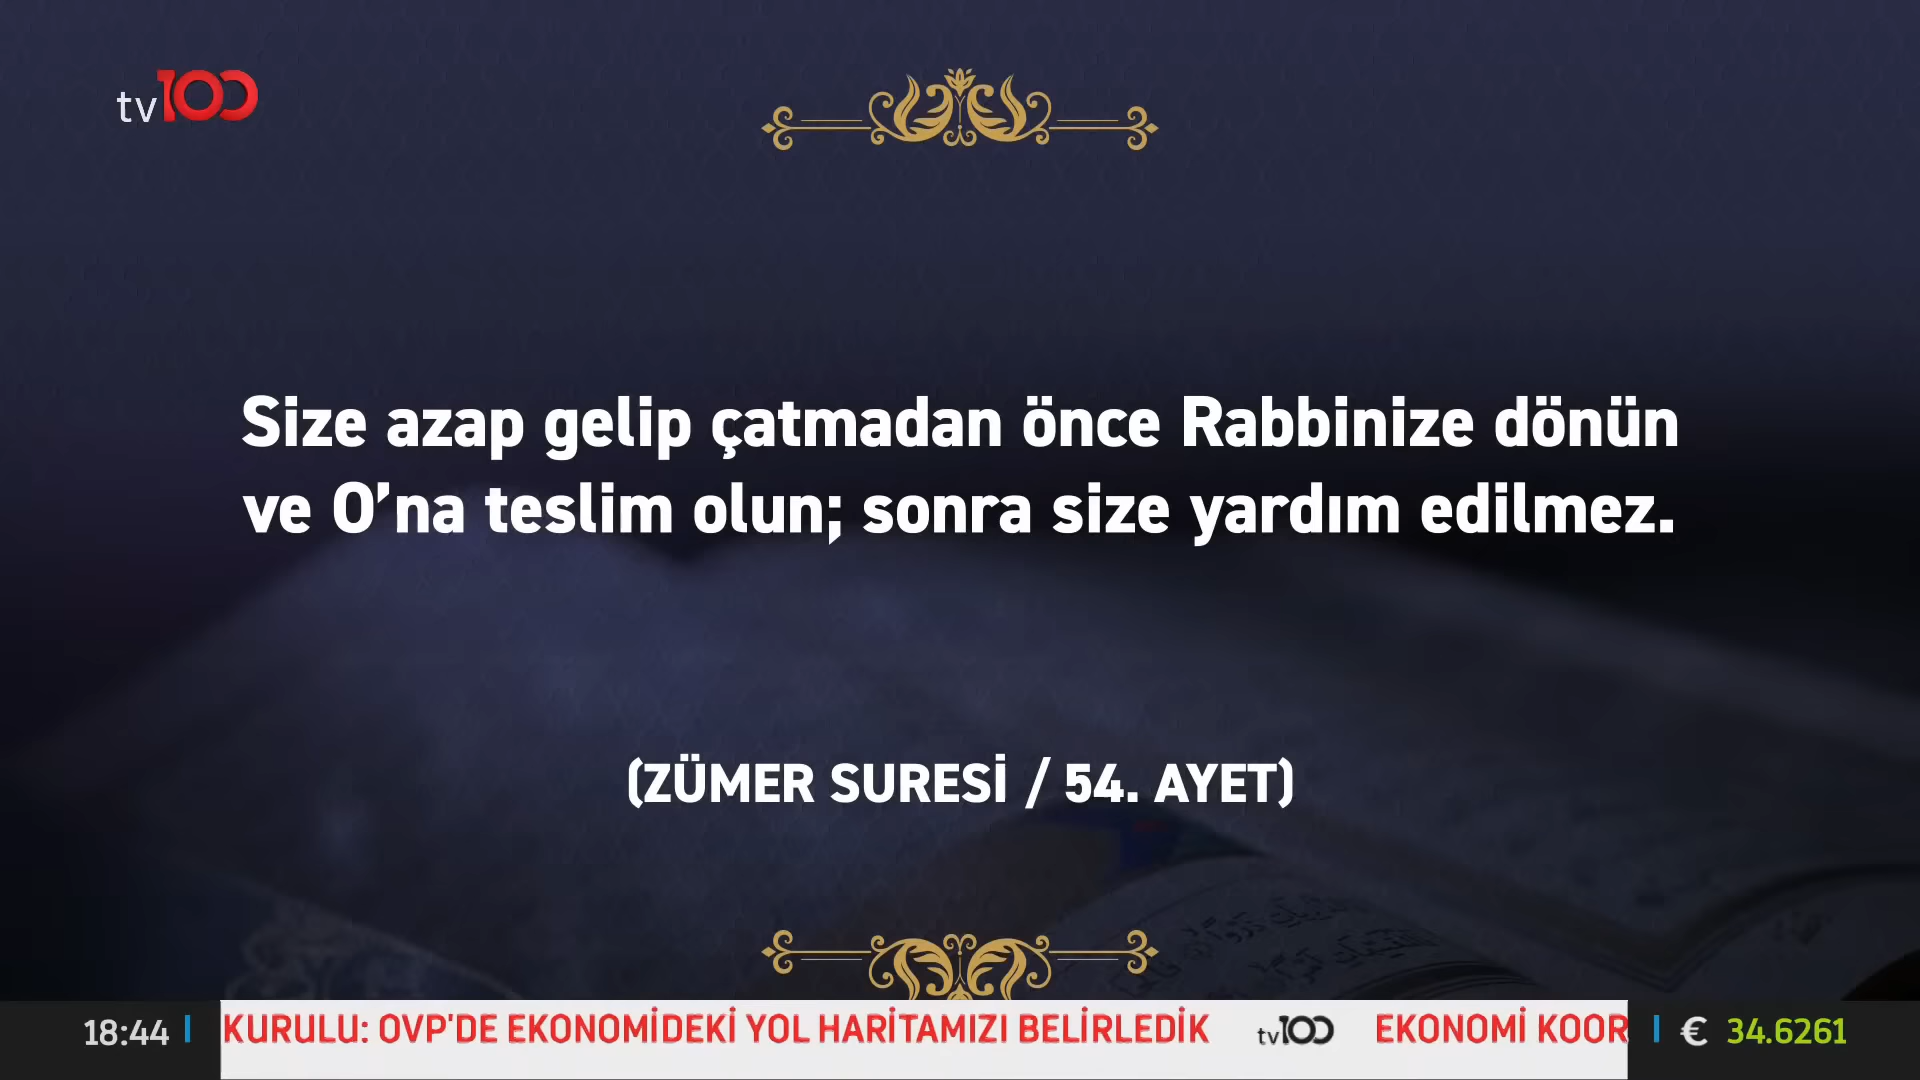 tv100
Size azap gelip çatmadan önce Rabbinize dönün
ve O’na teslim olun; sonra size yardım edilmez.
(ZÜMER SURESİ / 54. AYET)
18:44
KURULU: OVP'DE EKONOMİDEKİ YOL HARİTAMIZI BELİRLEDİK tv100 EKONOMİ KOOR
€ 34.6261